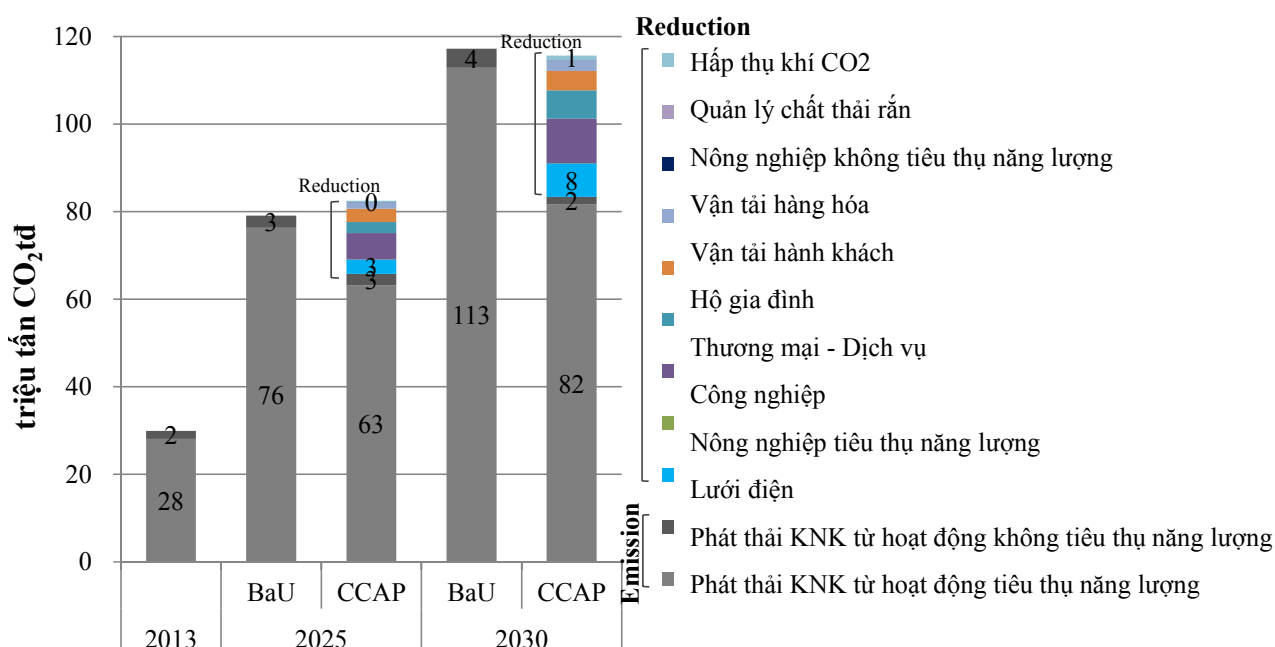 triệu tấn CO₂tđ
120
100
80
60
40
20
0
2
28
3
76
Reduction
0
3
3
63
4
113
Reduction
1
8
2
82
BaU
CCAP
BaU
CCAP
2013
2025
2030
Reduction
Hấp thụ khí CO2
Quản lý chất thải rắn
Nông nghiệp không tiêu thụ năng lượng
Vận tải hàng hóa
Vận tải hành khách
Hộ gia đình
Thương mại - Dịch vụ
Công nghiệp
Nông nghiệp tiêu thụ năng lượng
Lưới điện
Emission
Phát thải KNK từ hoạt động không tiêu thụ năng lượng
Phát thải KNK từ hoạt động tiêu thụ năng lượng